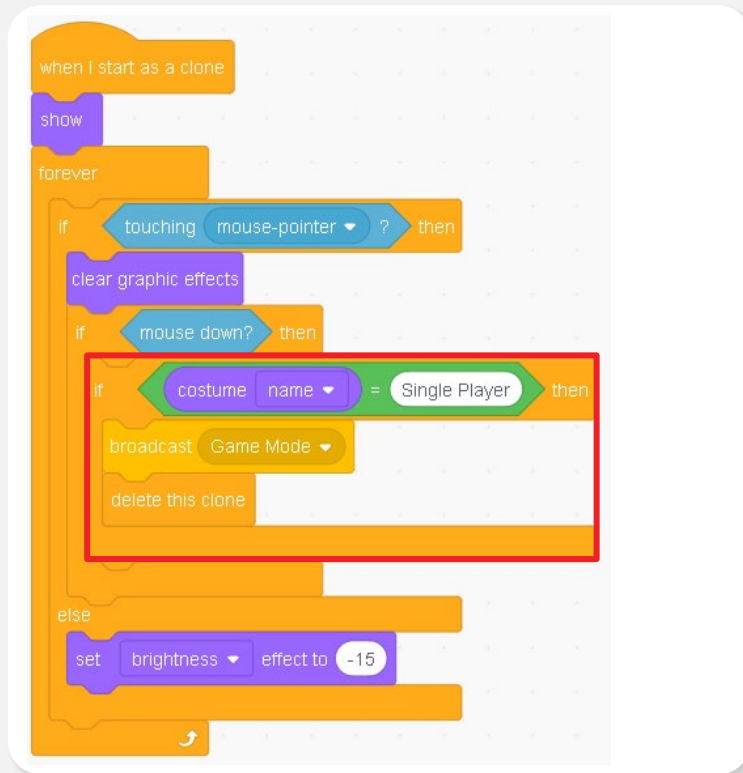 when I start as a clone
show
forever
if touching mouse-pointer ? then
clear graphic effects
if mouse down? then
if costume name = Single Player then
broadcast Game Mode
delete this clone
else
set brightness effect to -15